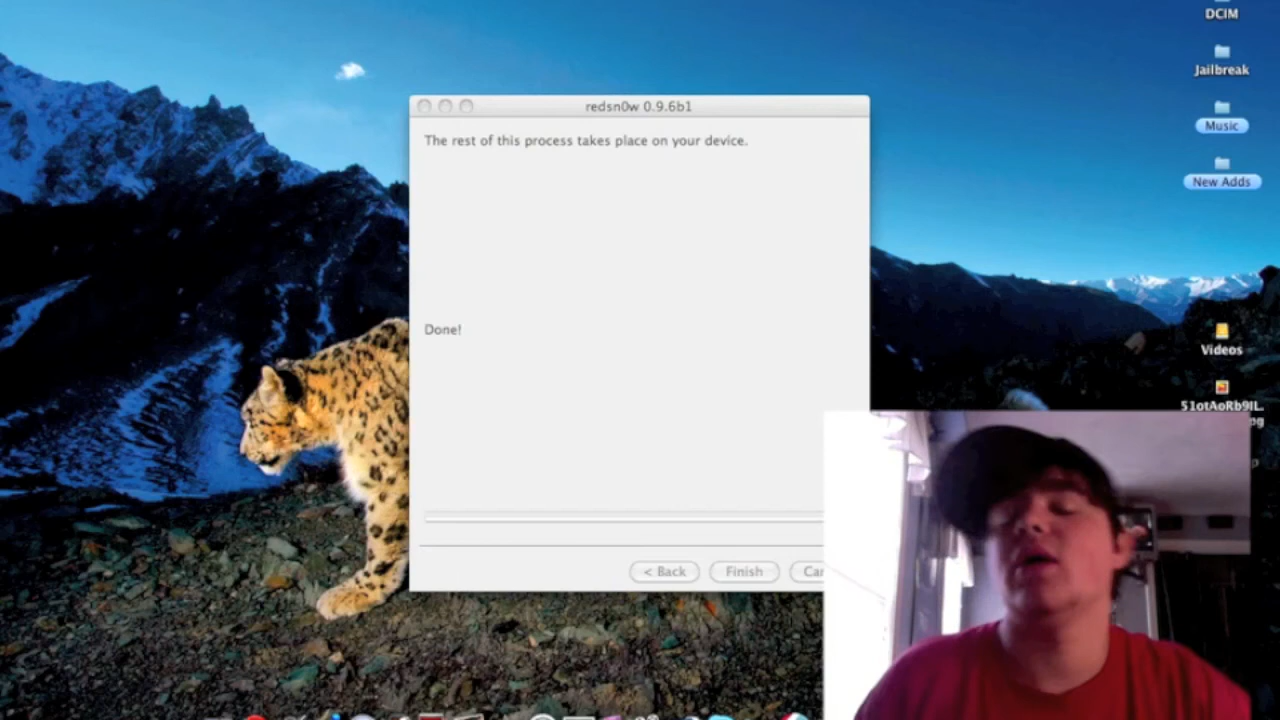 DCIM
Jailbreak
redsn0w 0.9.6b1
Music
The rest of this process takes place on your device.
New Adds
Done!
Videos
51otAoRb9IL.
< Back
Finish